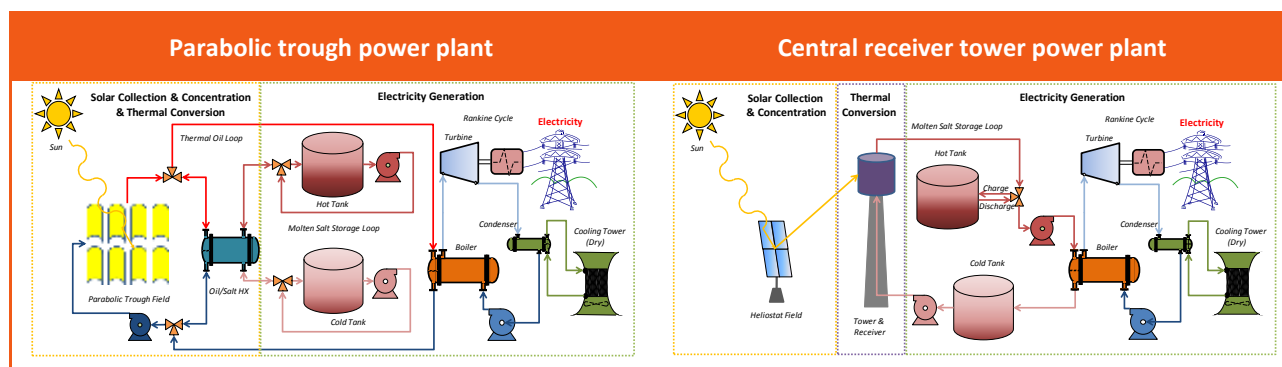 Parabolic trough power plant
Solar Collection & Concentration
& Thermal Conversion
Electricity Generation
Sun
Thermal Oil Loop
Rankine Cycle
Turbine
Electricity
Hot Tank
Molten Salt Storage Loop
Condenser
Boiler
Cooling Tower
(Dry)
Parabolic Trough Field
Oil/Salt HX
Cold Tank
Central receiver tower power plant
Solar Collection
& Concentration
Thermal
Conversion
Electricity Generation
Sun
Molten Salt Storage Loop
Rankine Cycle
Turbine
Electricity
Hot Tank
Charge
Discharge
Condenser
Boiler
Cooling Tower
(Dry)
Cold Tank
Heliostat Field
Tower &
Receiver